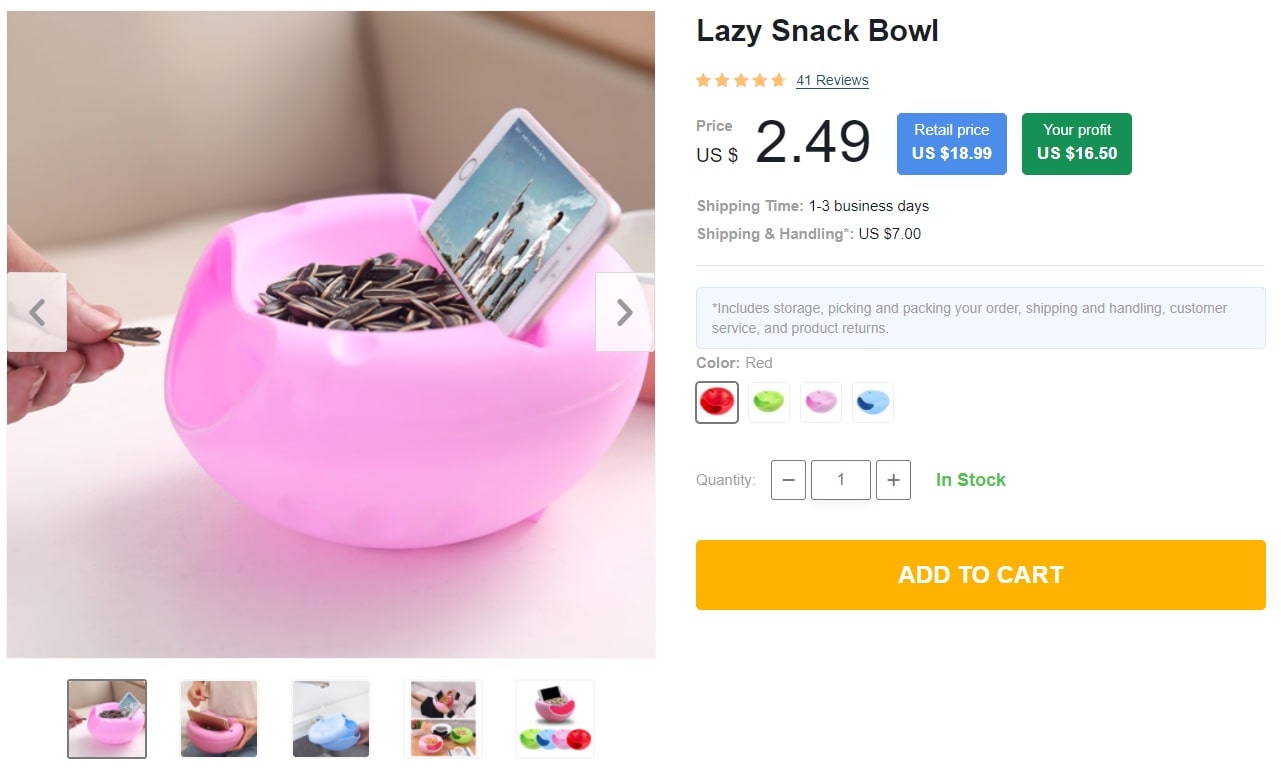 Lazy Snack Bowl
41 Reviews
Price
US $ 2.49
Retail price
US $18.99
Your profit
US $16.50
Shipping Time: 1-3 business days
Shipping & Handling*: US $7.00
*Includes storage, picking and packing your order, shipping and handling, customer
service, and product returns.
Color: Red
Quantity:
−
1
+
In Stock
ADD TO CART